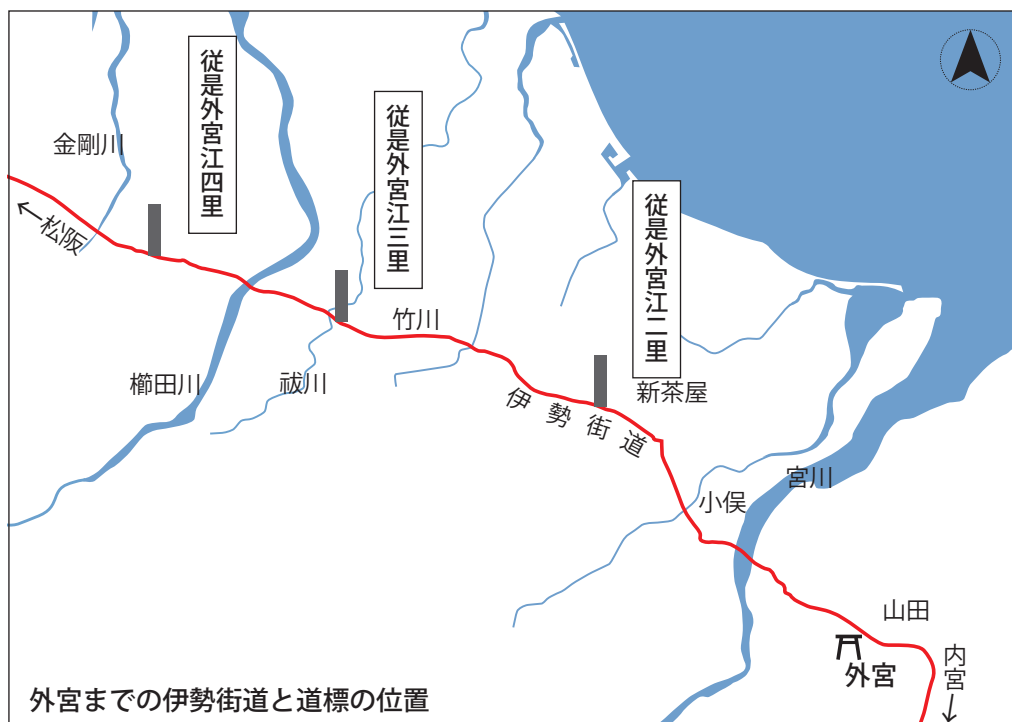 従是外宮江四里
従是外宮江三里
従是外宮江二里
金剛川
←松阪
櫛田川
祓川
竹川
伊勢街道
新茶屋
小俣
宮川
山田
外宮
内宮→
外宮までの伊勢街道と道標の位置